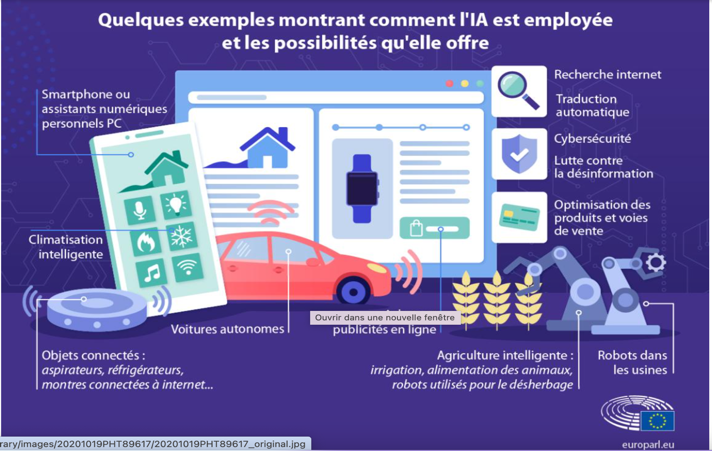 Quelques exemples montrant comment l'IA est employée
et les possibilités qu'elle offre
Smartphone ou
assistants numériques
personnels PC
Recherche internet
Traduction
automatique
Cybersécurité
Lutte contre
la désinformation
Optimisation des
produits et voies
de vente
Climatisation
intelligente
Voitures autonomes
Ouvrir dans une nouvelle fenêtre
publicités en ligne
Objets connectés :
aspirateurs, réfrigérateurs,
montres connectées à internet...
Agriculture intelligente :
irrigation, alimentation des animaux,
robots utilisés pour le désherbage
Robots dans
les usines
rary/images/20201019PHT89617/20201019PHT89617_original.jpg
europarl.eu